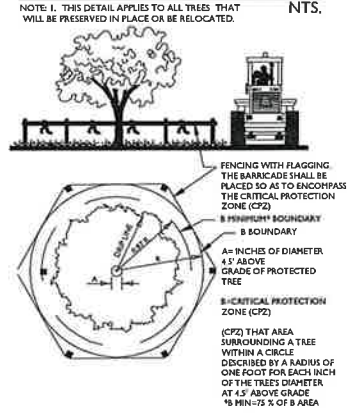 NOTE: 1. THIS DETAIL APPLIES TO ALL TREES THAT
WILL BE PRESERVED IN PLACE OR BE RELOCATED.
NTS.
FENCING WITH FLAGGING.
THE BARRICADE SHALL BE
PLACED SO AS TO ENCOMPASS
THE CRITICAL PROTECTION
ZONE (CPZ)
B MINIMUM* BOUNDARY
B BOUNDARY
DRIPLINE
A
A= INCHES OF DIAMETER
4.5' ABOVE
GRADE OF PROTECTED
TREE
B=CRITICAL PROTECTION
ZONE (CPZ)
(CPZ) THAT AREA
SURROUNDING A TREE
WITHIN A CIRCLE
DESCRIBED BY A RADIUS OF
ONE FOOT FOR EACH INCH
OF THE TREE'S DIAMETER
AT 4.5' ABOVE GRADE
*B MIN=75 % OF B AREA